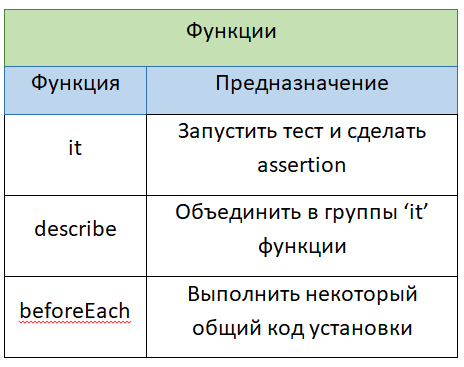 Функции
Функция Предназначение
it
Запустить тест и сделать
assertion
describe
Объединить в группы ‘it’
функции
beforeEach
Выполнить некоторый
общий код установки